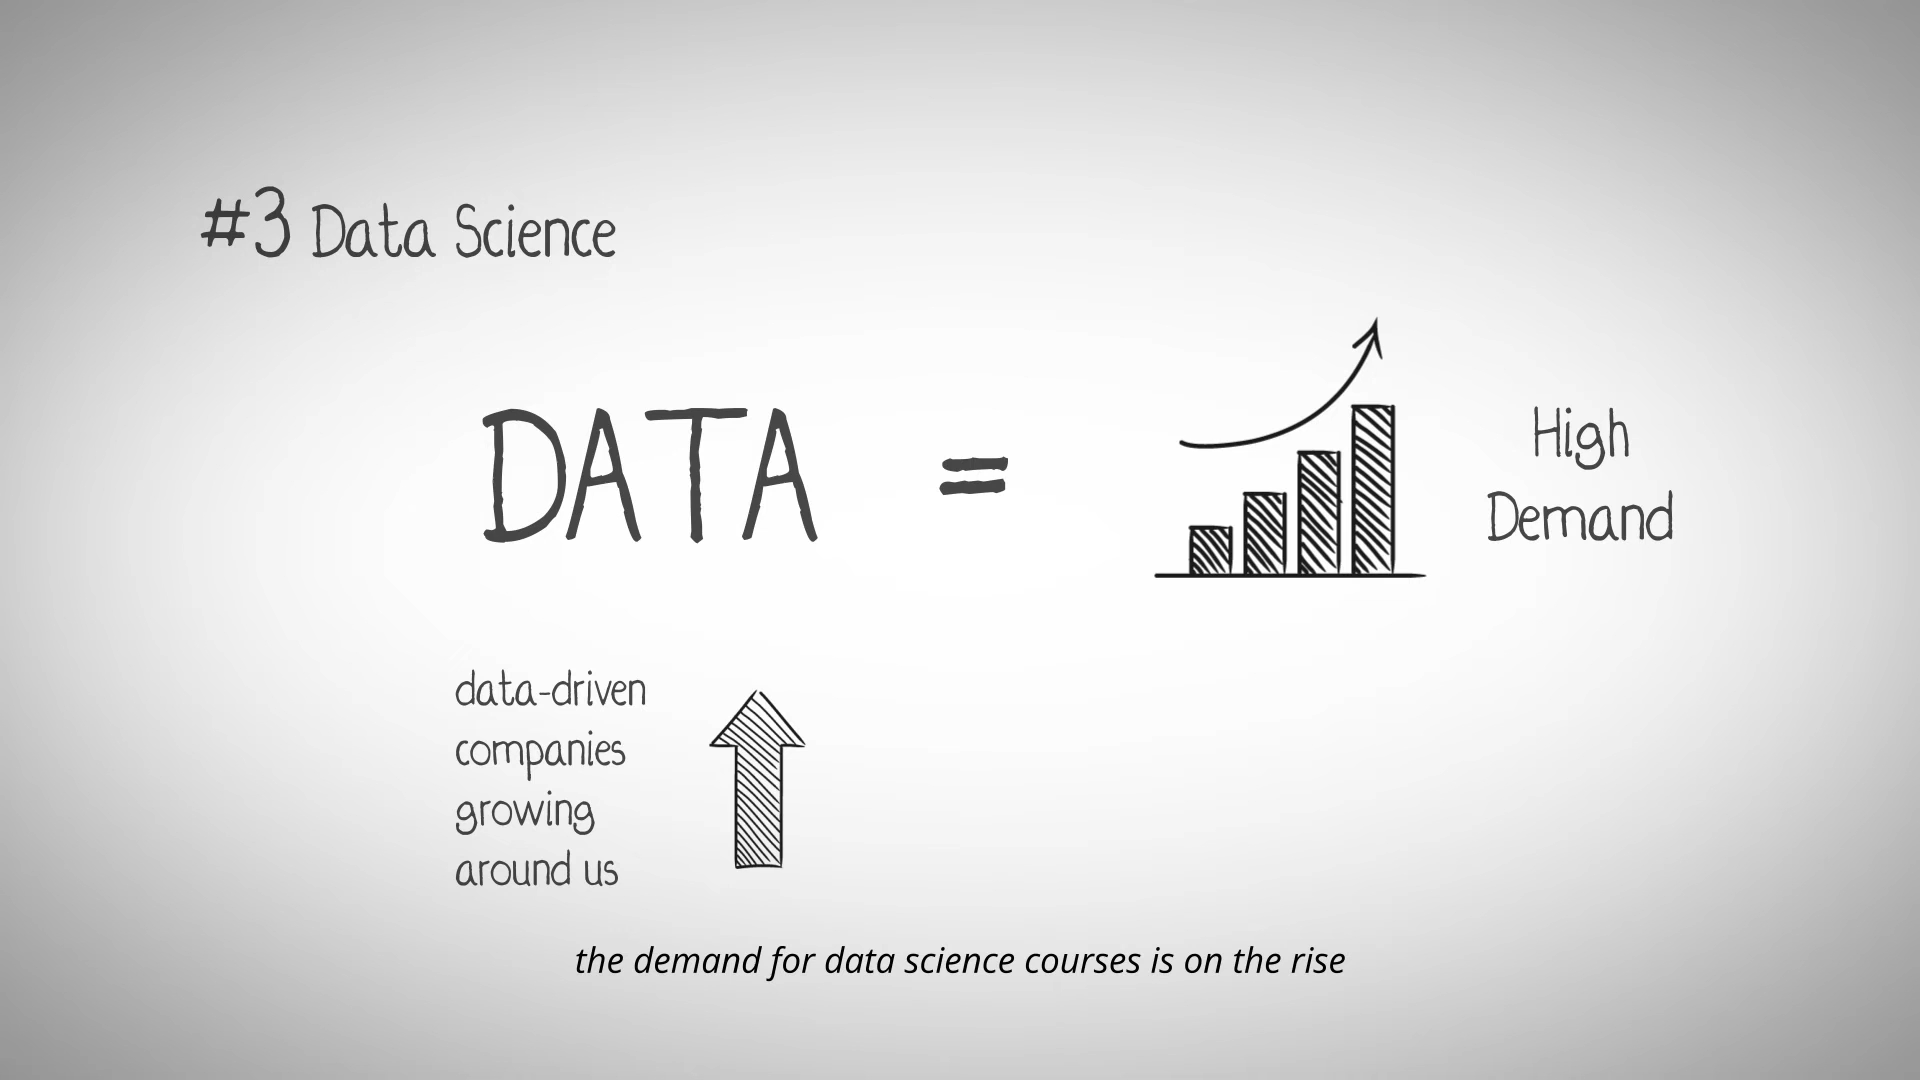 #3 Data Science
DATA =
High
Demand
data-driven
companies
growing
around us
the demand for data science courses is on the rise